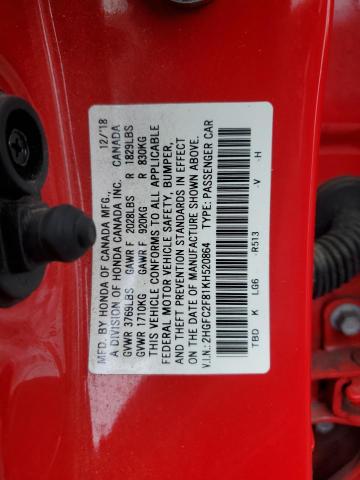 MFD. BY HONDA OF CANADA MFG., 12/'18
A DIVISION OF HONDA CANADA INC. CANADA
GVWR 3769LBS GAWR F 2028LBS R 1829LBS
GVWR 1710KG GAWR F 920KG R 830KG
THIS VEHICLE CONFORMS TO ALL APPLICABLE
FEDERAL MOTOR VEHICLE SAFETY, BUMPER,
AND THEFT PREVENTION STANDARDS IN EFFECT
ON THE DATE OF MANUFACTURE SHOWN ABOVE.
V.I.N.: 2HGFC2F81KH520864 TYPE: PASSENGER CAR
TBD K LG6 R513 V H